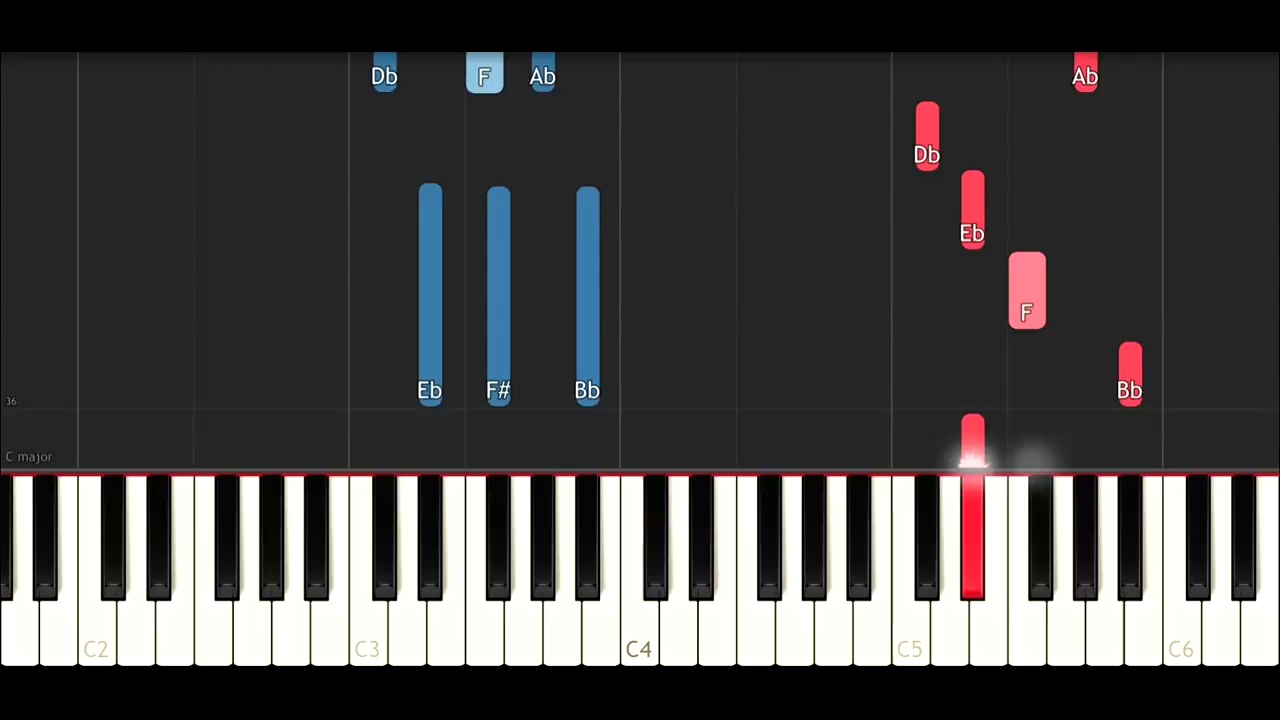 Db F Ab Ab
Db
Eb
F
Eb F# Bb Bb
36
C major
C2 C3 C4 C5 C6